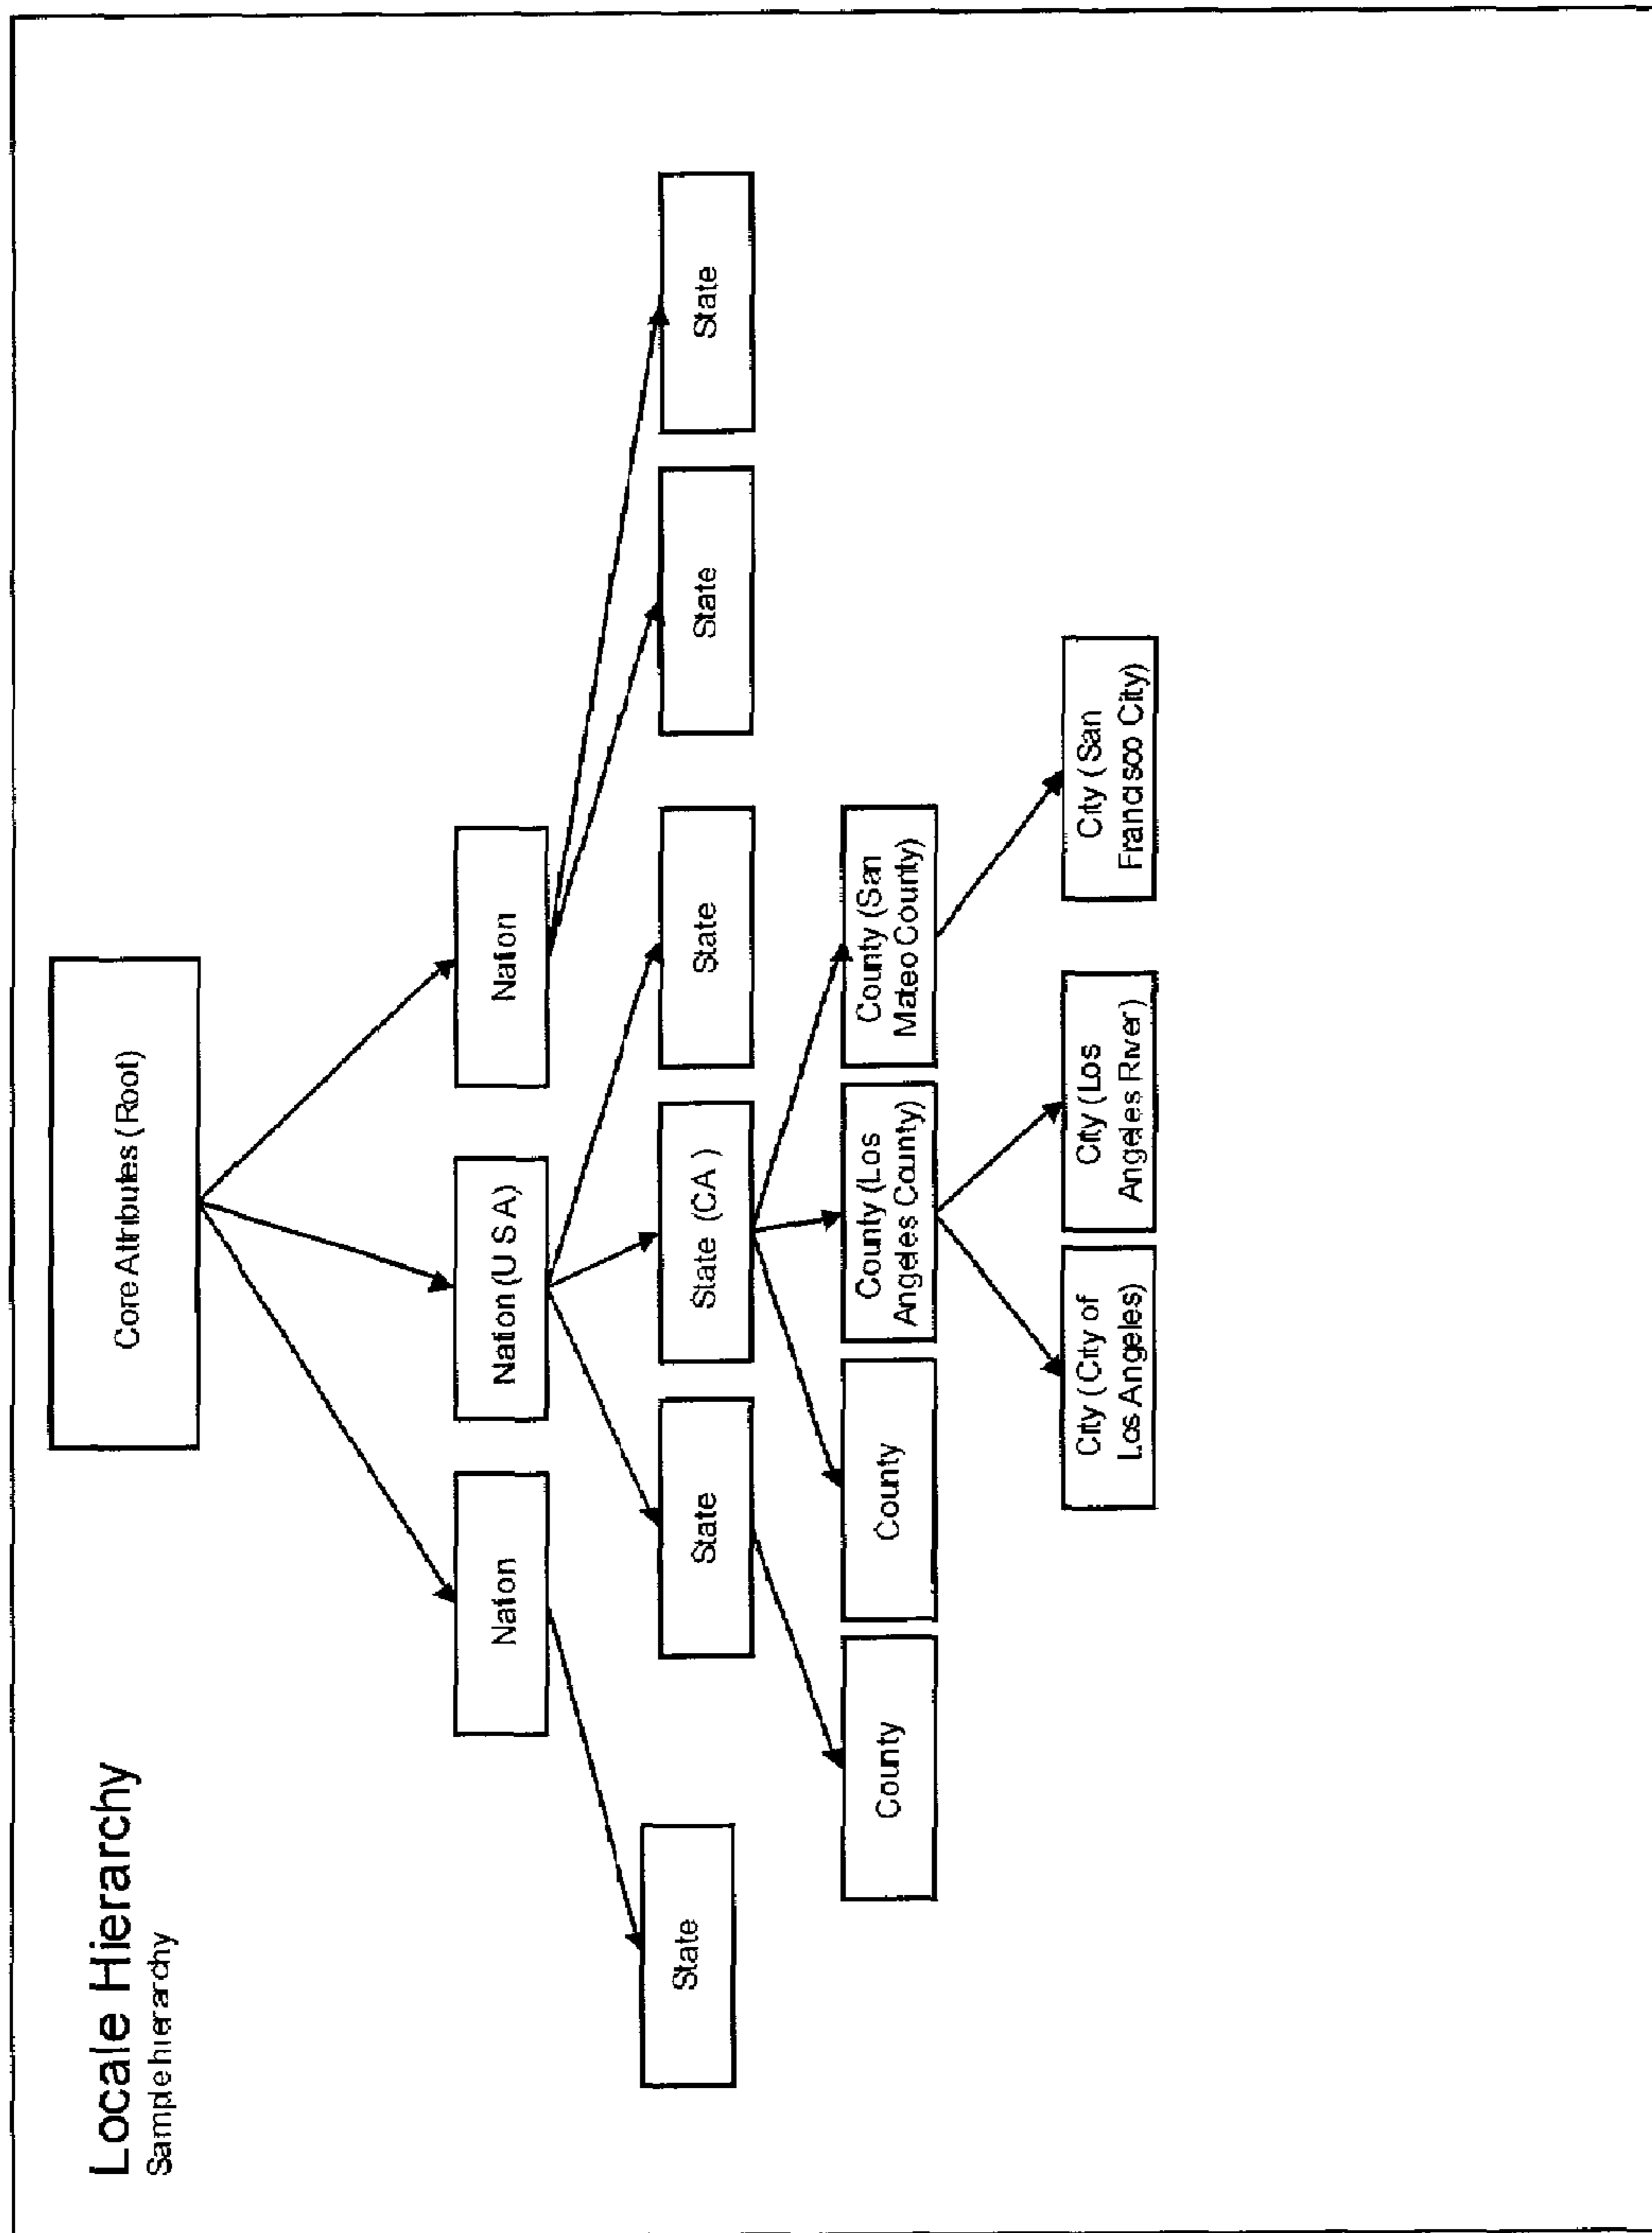 Locale Hierarchy
Sample hierarchy
Core Attributes (Root)
Nation
Nation (USA)
Nation
State
State
State (CA)
State
State
State
County
County
County (Los
Angeles County)
County (San
Mateo County)
City (City of
Los Angeles)
City (Los
Angeles River)
City (San
Francisco City)